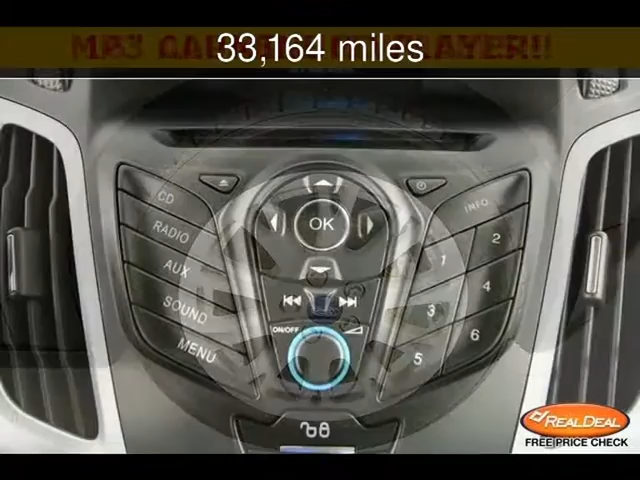 33,164 miles
CD
RADIO
AUX
SOUND
MENU
OK
INFO
1 2
3 4
5 6
ON/OFF
REALDEAL
FREE PRICE CHECK